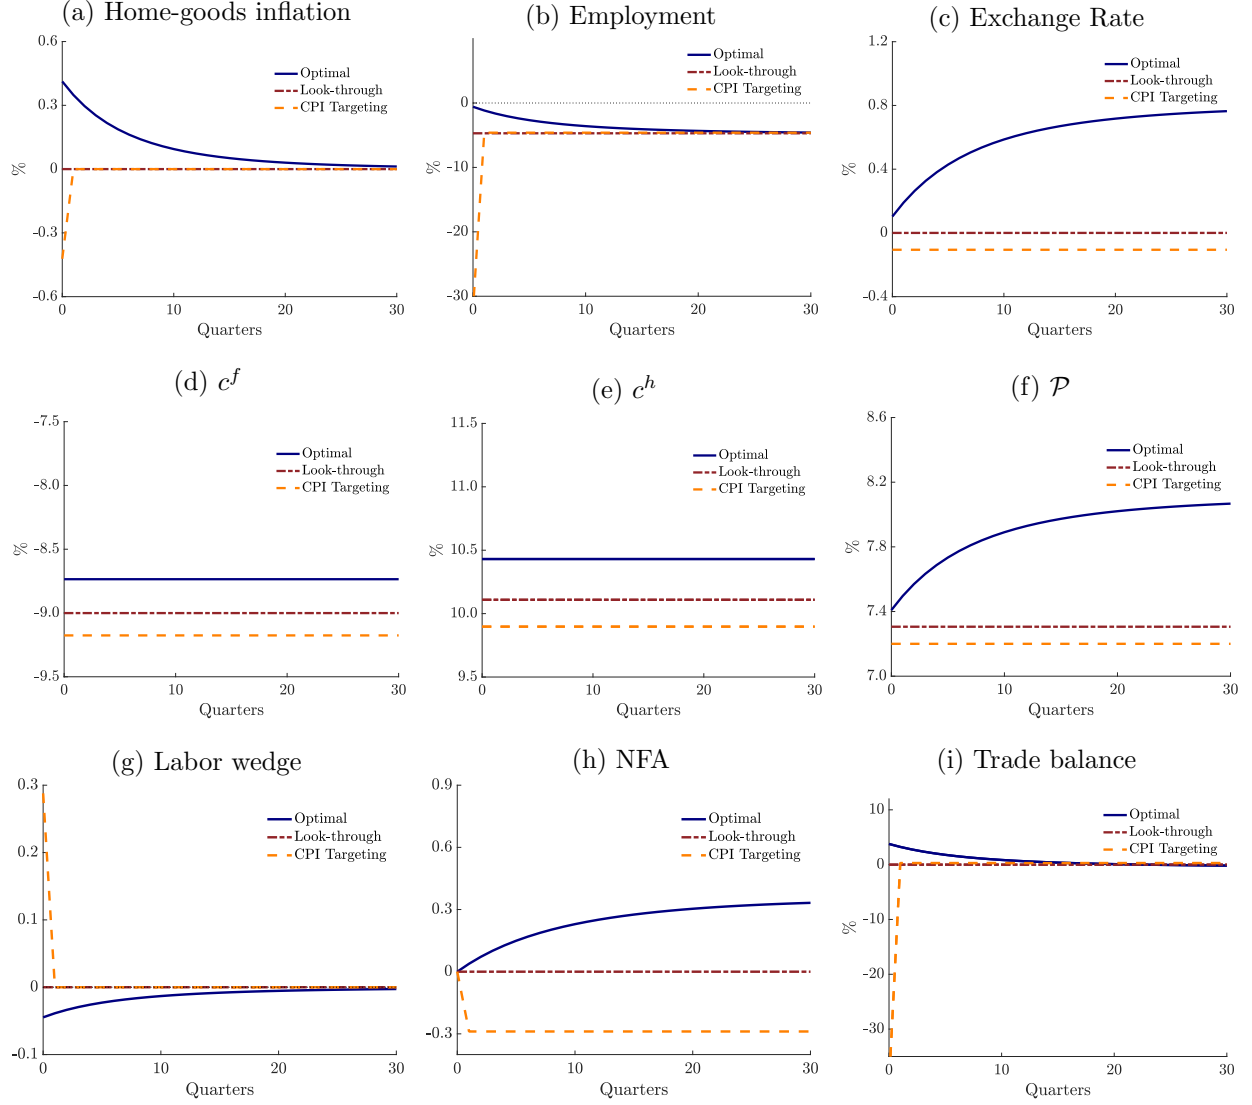 (a) Home-goods inflation
0.6
0.3
0
-0.3
-0.6
%
Optimal
Look-through
CPI Targeting
0
10
20
30
Quarters
(b) Employment
0
-10
-20
-30
%
Optimal
Look-through
CPI Targeting
0
10
20
30
Quarters
(c) Exchange Rate
1.2
0.8
0.4
0
-0.4
%
Optimal
Look-through
CPI Targeting
0
10
20
30
Quarters
(d) c^f
-7.5
-8.0
-8.5
-9.0
-9.5
%
Optimal
Look-through
CPI Targeting
0
10
20
30
Quarters
(e) c^h
11.5
11.0
10.5
10.0
9.5
%
Optimal
Look-through
CPI Targeting
0
10
20
30
Quarters
(f) 𝒫
8.6
8.2
7.8
7.4
7.0
%
Optimal
Look-through
CPI Targeting
0
10
20
30
Quarters
(g) Labor wedge
0.3
0.2
0.1
0
-0.1
Optimal
Look-through
CPI Targeting
0
10
20
30
Quarters
(h) NFA
0.9
0.6
0.3
0
-0.3
Optimal
Look-through
CPI Targeting
0
10
20
30
Quarters
(i) Trade balance
10
0
-10
-20
-30
%
Optimal
Look-through
CPI Targeting
0
10
20
30
Quarters